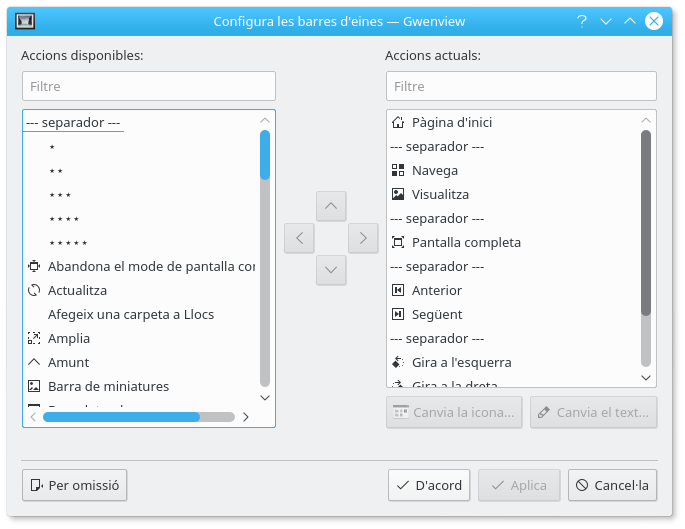 Configura les barres d'eines — Gwenview
Accions disponibles:
Filtre
--- separador ---
★
★★
★★★
★★★★
★★★★★
Abandona el mode de pantalla
Actualitza
Afegeix una carpeta a Llocs
Amplia
Amunt
Barra de miniatures
Accions actuals:
Filtre
Pàgina d'inici
--- separador ---
Navega
Visualitza
--- separador ---
Pantalla completa
--- separador ---
Anterior
Següent
--- separador ---
Gira a l'esquerra
Gira a la dreta
Canvia la icona...
Canvia el text...
Per omissió
D'acord
Aplica
Cancel·la